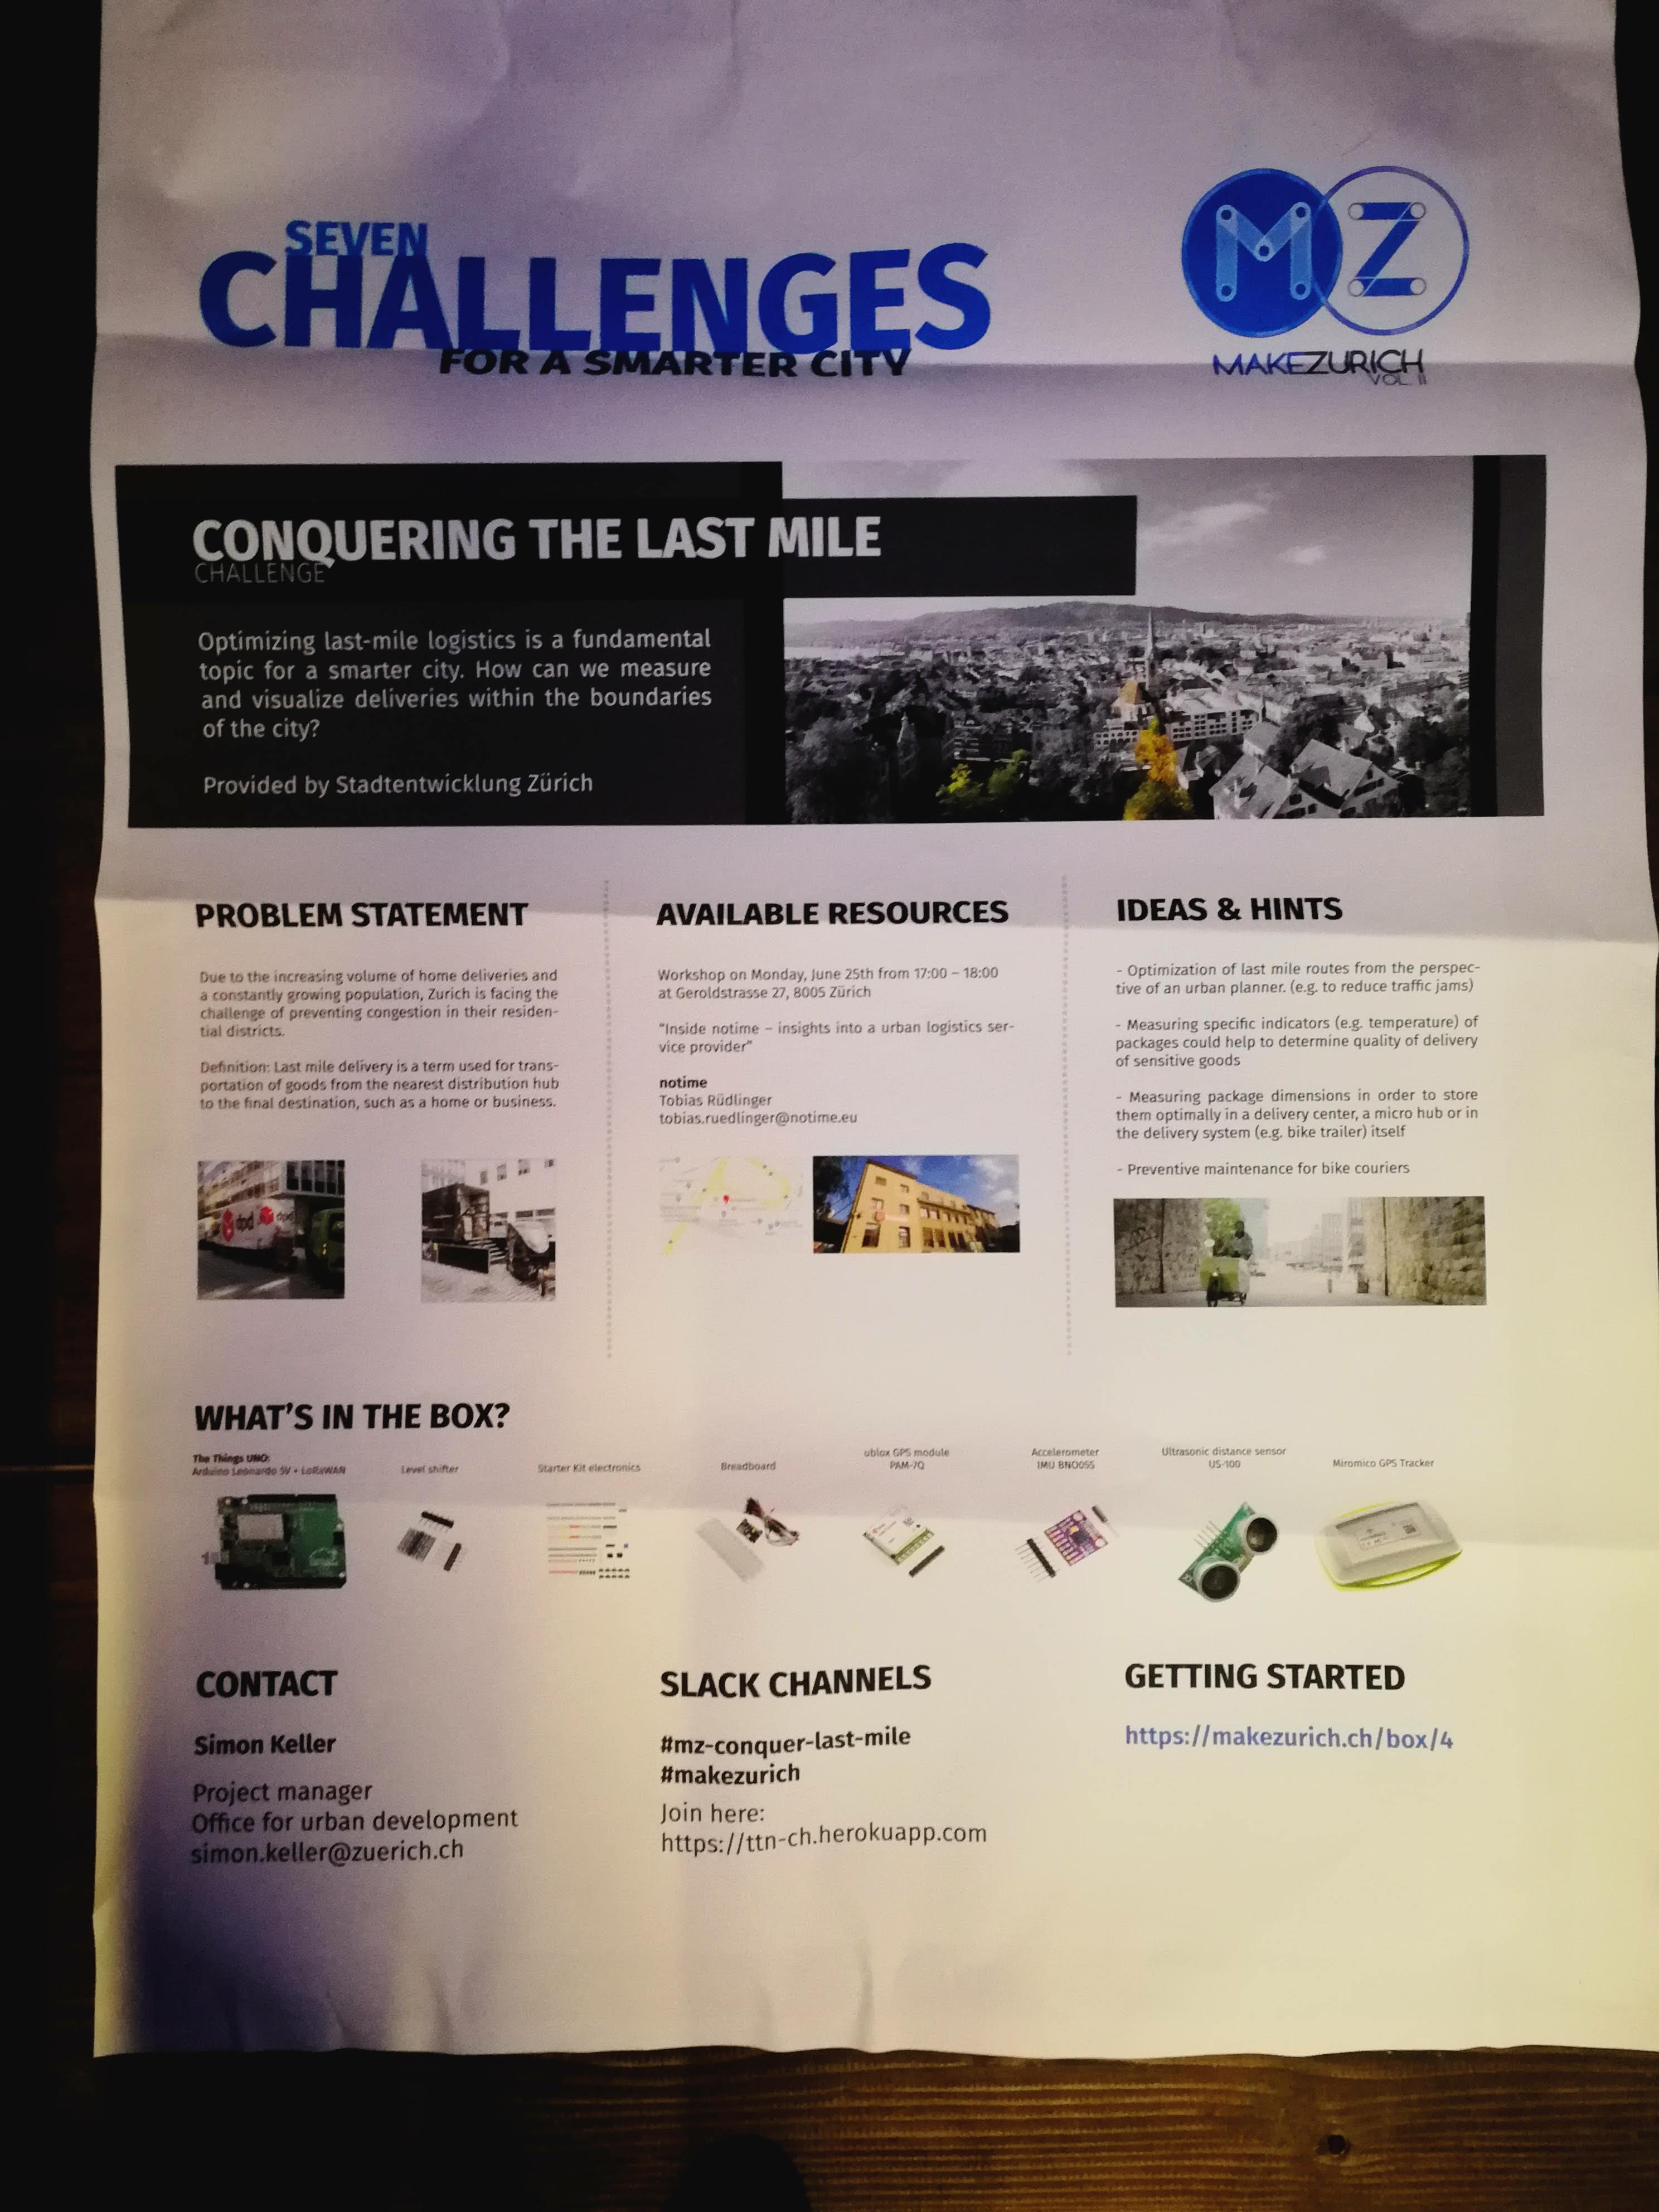 SEVEN
CHALLENGES
FOR A SMARTER CITY
MZ
MAKEZURICH
VOL. II
CONQUERING THE LAST MILE
CHALLENGE
Optimizing last-mile logistics is a fundamental
topic for a smarter city. How can we measure
and visualize deliveries within the boundaries
of the city?
Provided by Stadtentwicklung Zürich
PROBLEM STATEMENT
Due to the increasing volume of home deliveries and
a constantly growing population, Zurich is facing the
challenge of preventing congestion in their residen-
tial districts.
Definition: Last mile delivery is a term used for trans-
portation of goods from the nearest distribution hub
to the final destination, such as a home or business.
dpd dpd
AVAILABLE RESOURCES
Workshop on Monday, June 25th from 17:00 – 18:00
at Geroldstrasse 27, 8005 Zürich
"Inside notime – insights into a urban logistics ser-
vice provider"
notime
Tobias Rüdlinger
tobias.ruedlinger@notime.eu
IDEAS & HINTS
- Optimization of last mile routes from the perspec-
tive of an urban planner. (e.g. to reduce traffic jams)
- Measuring specific indicators (e.g. temperature) of
packages could help to determine quality of delivery
of sensitive goods
- Measuring package dimensions in order to store
them optimally in a delivery center, a micro hub or in
the delivery system (e.g. bike trailer) itself
- Preventive maintenance for bike couriers
WHAT'S IN THE BOX?
The Things UNO:
Arduino Leonardo 5V + LoRaWAN
Level shifter
Starter Kit electronics
Breadboard
ublox GPS module
PAM-7Q
Accelerometer
IMU BNO055
Ultrasonic distance sensor
US-100
Miromico GPS Tracker
CONTACT
Simon Keller
Project manager
Office for urban development
simon.keller@zuerich.ch
SLACK CHANNELS
#mz-conquer-last-mile
#makezurich
Join here:
https://ttn-ch.herokuapp.com
GETTING STARTED
https://makezurich.ch/box/4